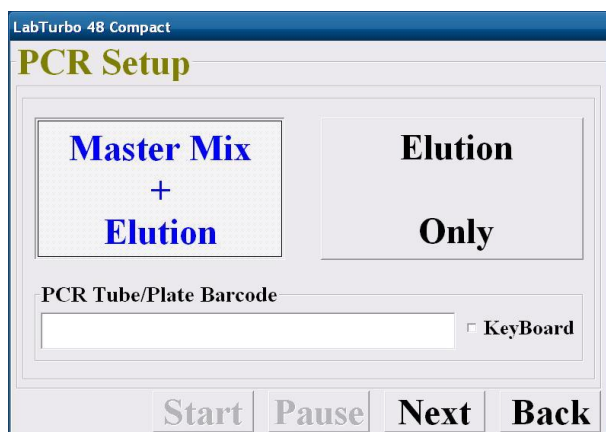 LabTurbo 48 Compact
PCR Setup
Master Mix
+
Elution
Elution
Only
PCR Tube/Plate Barcode
KeyBoard
Start Pause Next Back